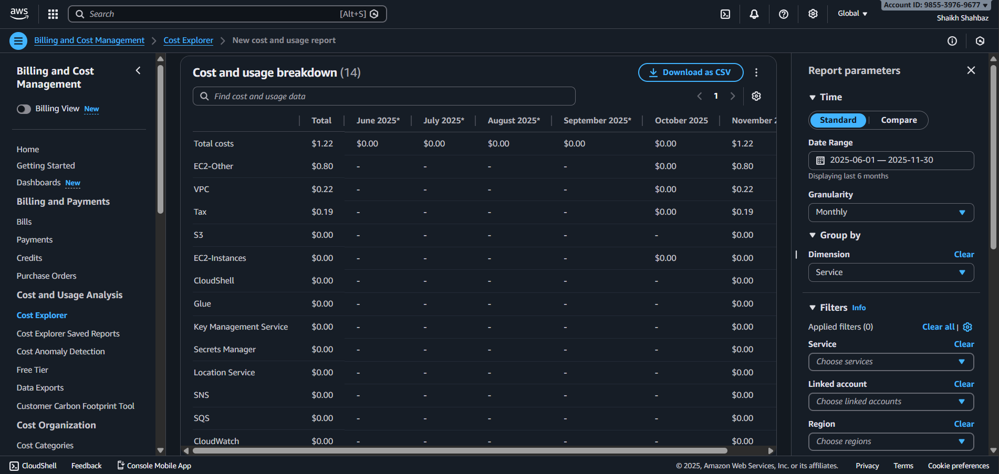 aws
Search
[Alt+S]
Global
Account ID: 9855-3976-9677
Shaikh Shahbaz
Billing and Cost Management
Cost Explorer
New cost and usage report
Billing and Cost Management
Billing View New
Home
Getting Started
Dashboards New
Billing and Payments
Bills
Payments
Credits
Purchase Orders
Cost and Usage Analysis
Cost Explorer
Cost Explorer Saved Reports
Cost Anomaly Detection
Free Tier
Data Exports
Customer Carbon Footprint Tool
Cost Organization
Cost Categories
Cost and usage breakdown (14)
Download as CSV
Find cost and usage data
1
Total June 2025* July 2025* August 2025* September 2025* October 2025 November 2
Total costs $1.22 $0.00 $0.00 $0.00 $0.00 $0.00 $1.22
EC2-Other $0.80 - - - - $0.00 $0.80
VPC $0.22 - - - - $0.00 $0.22
Tax $0.19 - - - - $0.00 $0.19
S3 $0.00 - - - - - $0.00
EC2-Instances $0.00 - - - - $0.00 $0.00
CloudShell $0.00 - - - - - $0.00
Glue $0.00 - - - - - $0.00
Key Management Service $0.00 - - - - - $0.00
Secrets Manager $0.00 - - - - - $0.00
Location Service $0.00 - - - - - $0.00
SNS $0.00 - - - - - $0.00
SQS $0.00 - - - - - $0.00
CloudWatch $0.00 - - - - - $0.00
Report parameters
Time
Standard
Compare
Date Range
2025-06-01 — 2025-11-30
Displaying last 6 months
Granularity
Monthly
Group by
Dimension Clear
Service
Filters Info
Applied filters (0) Clear all
Service Clear
Choose services
Linked account Clear
Choose linked accounts
Region Clear
Choose regions
CloudShell
Feedback
Console Mobile App
© 2025, Amazon Web Services, Inc. or its affiliates.
Privacy
Terms
Cookie preferences